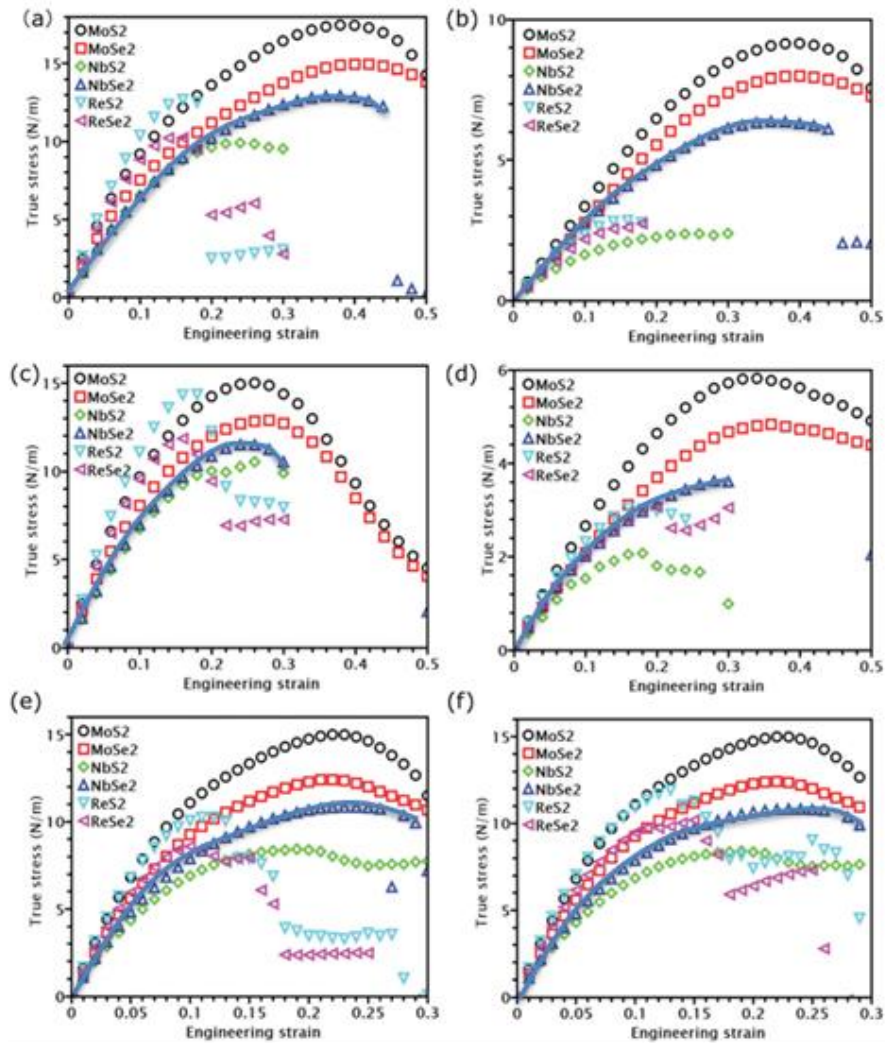 (a)
MoS2
MoSe2
NbS2
NbSe2
ReS2
ReSe2
True stress (N/m)
0
5
10
15
0
0.1
0.2
0.3
0.4
0.5
Engineering strain
(b)
MoS2
MoSe2
NbS2
NbSe2
ReS2
ReSe2
True stress (N/m)
0
5
10
0
0.1
0.2
0.3
0.4
0.5
Engineering strain
(c)
MoS2
MoSe2
NbS2
NbSe2
ReS2
ReSe2
True stress (N/m)
0
5
10
15
0
0.1
0.2
0.3
0.4
0.5
Engineering strain
(d)
MoS2
MoSe2
NbS2
NbSe2
ReS2
ReSe2
True stress (N/m)
0
2
4
6
0
0.1
0.2
0.3
0.4
0.5
Engineering strain
(e)
MoS2
MoSe2
NbS2
NbSe2
ReS2
ReSe2
True stress (N/m)
0
5
10
15
0
0.05
0.1
0.15
0.2
0.25
0.3
Engineering strain
(f)
MoS2
MoSe2
NbS2
NbSe2
ReS2
ReSe2
True stress (N/m)
0
5
10
15
0
0.05
0.1
0.15
0.2
0.25
0.3
Engineering strain